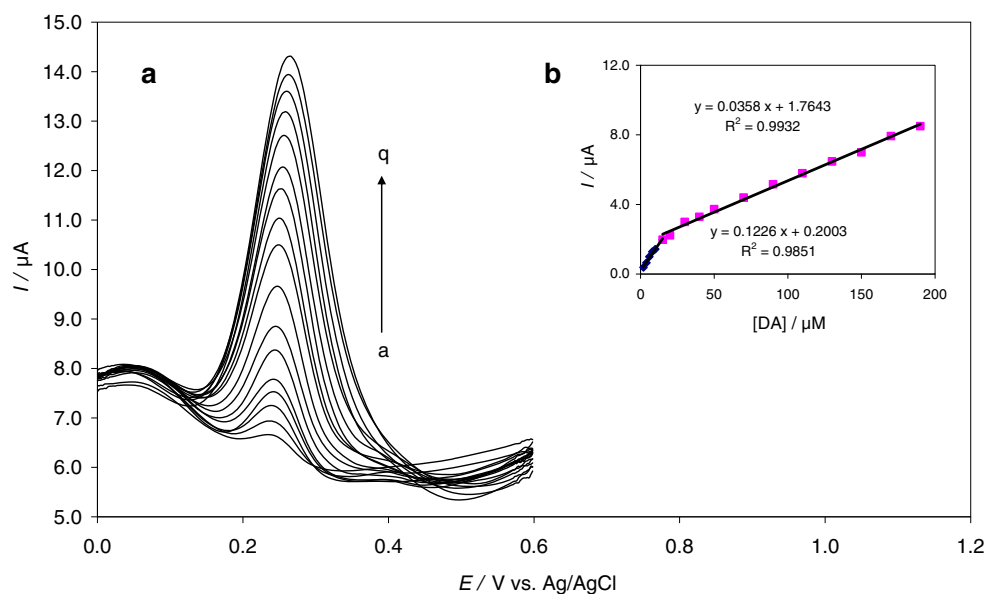 15.0
14.0
13.0
12.0
11.0
10.0
9.0
8.0
7.0
6.0
5.0
I / µA
0.0 0.2 0.4 0.6 0.8 1.0 1.2
E / V vs. Ag/AgCl
a
q
a
b
12.0
8.0
4.0
0.0
I / µA
y = 0.0358 x + 1.7643
R² = 0.9932
y = 0.1226 x + 0.2003
R² = 0.9851
0 50 100 150 200
[DA] / µM